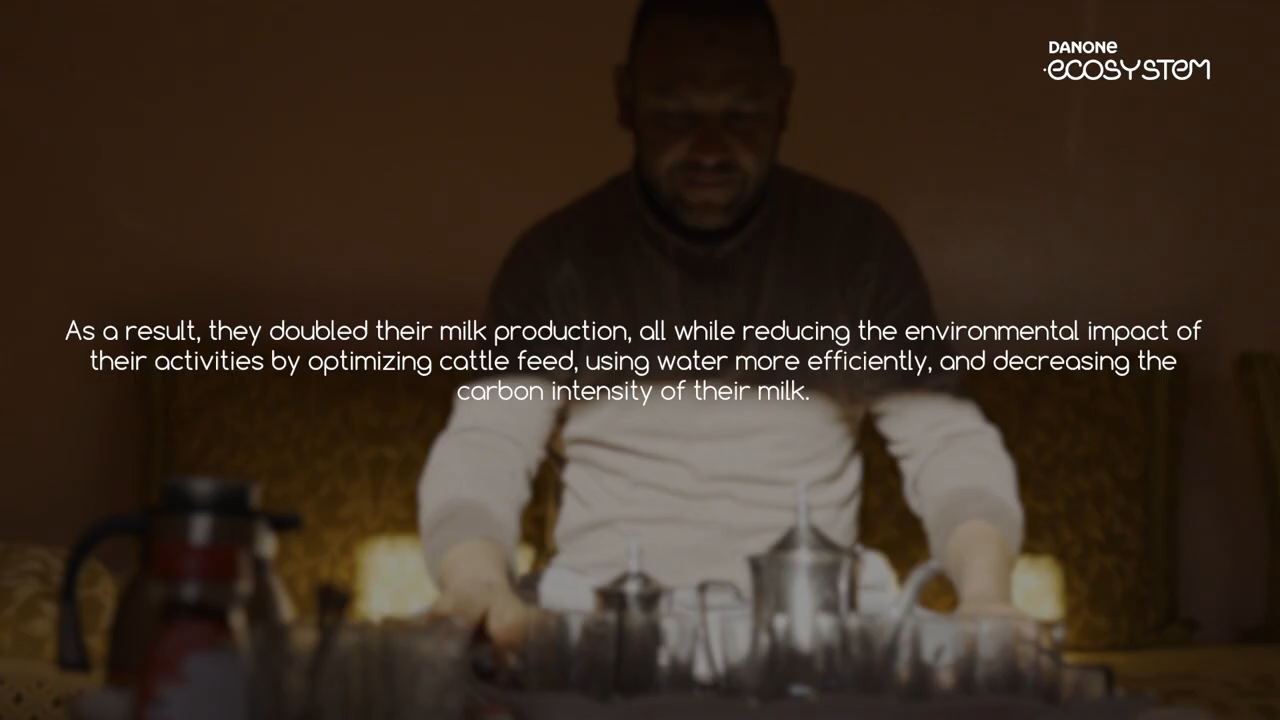 DANONE
ECOSYSTEM
As a result, they doubled their milk production, all while reducing the environmental impact of
their activities by optimizing cattle feed, using water more efficiently, and decreasing the
carbon intensity of their milk.